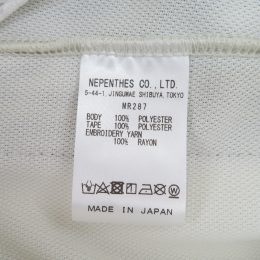 NEPENTHES CO., LTD.
5-44-1, JINGUMAE SHIBUYA, TOKYO
MR287
BODY 100% POLYESTER
TAPE 100% POLYESTER
EMBROIDERY YARN
100% RAYON
MADE IN JAPAN